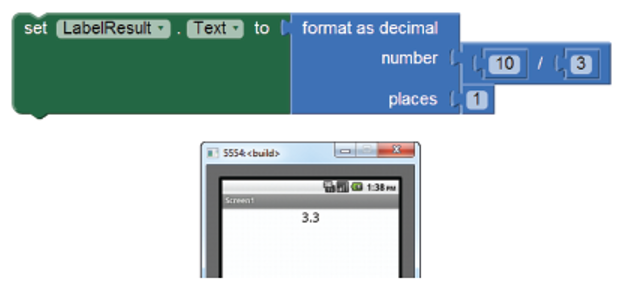 set LabelResult . Text to format as decimal
number 10 / 3
places 1
5554:<build>
1:38 PM
Screen1
3.3